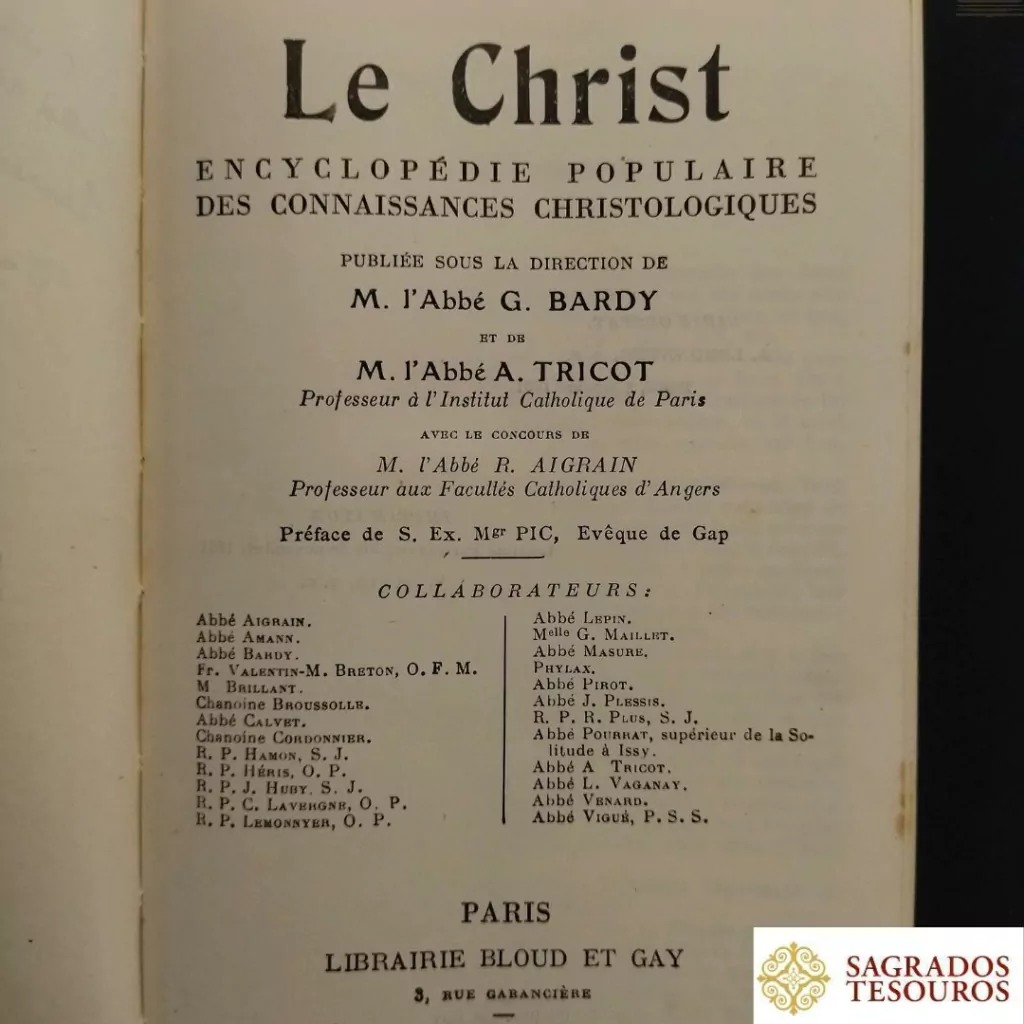 Le Christ
ENCYCLOPÉDIE POPULAIRE
DES CONNAISSANCES CHRISTOLOGIQUES
PUBLIÉE SOUS LA DIRECTION DE
M. l'Abbé G. BARDY
ET DE
M. l'Abbé A. TRICOT
Professeur à l'Institut Catholique de Paris
AVEC LE CONCOURS DE
M. l'Abbé R. AIGRAIN
Professeur aux Facultés Catholiques d'Angers
Préface de S. Ex. Mgr PIC, Evêque de Gap
COLLABORATEURS :
Abbé AIGRAIN.
Abbé AMANN.
Abbé BARDY.
Fr. VALENTIN-M. BRETON, O. F. M.
M BRILLANT.
Chanoine BROUSSOLLE.
Abbé CALVET.
Chanoine CORDONNIER.
R. P. HAMON, S. J.
R. P. HÉRIS, O. P.
R. P. J. HUBY. S. J.
R. P. C. LAVERGNE, O. P.
R. P. LEMONNYER, O. P.
Abbé LEPIN.
Melle G. MAILLET.
Abbé MASURE.
PHYLAX.
Abbé PIROT.
Abbé J. PLESSIS.
R. P. R. PLUS, S. J.
Abbé POURRAT, supérieur de la So-
litude à Issy.
Abbé A TRICOT.
Abbé L. VAGANAY.
Abbé VENARD.
Abbé VIGUÉ, P. S. S.
PARIS
LIBRAIRIE BLOUD ET GAY
3, RUE GARANCIÈRE
SAGRADOS
TESOUROS